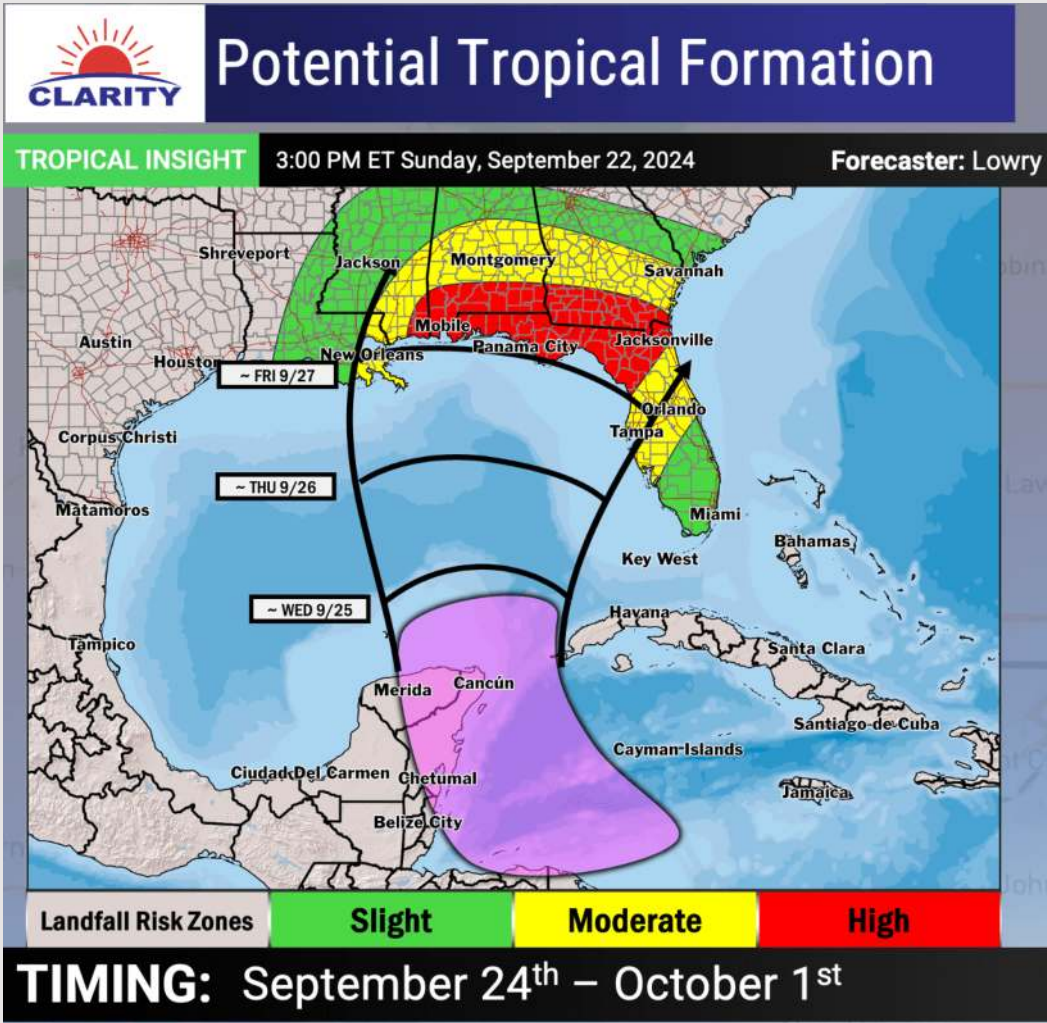 CLARITY
Potential Tropical Formation
TROPICAL INSIGHT
3:00 PM ET Sunday, September 22, 2024
Forecaster: Lowry
Shreveport
Jackson
Montgomery
Savannah
Austin
Houston
Mobile
Jacksonville
New Orleans
Panama City
~ FRI 9/27
Orlando
Tampa
Corpus Christi
~ THU 9/26
Matamoros
Miami
Bahamas
Key West
~ WED 9/25
Havana
Tampico
Santa Clara
Merida
Cancún
Santiago de Cuba
Cayman Islands
Ciudad Del Carmen
Chetumal
Jamaica
Belize City
Landfall Risk Zones
Slight
Moderate
High
TIMING: September 24th – October 1st